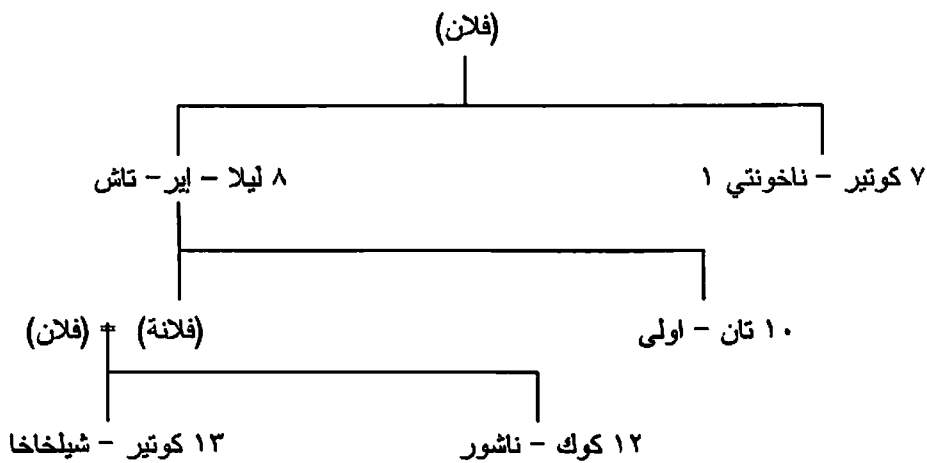 (فلان)
٧ كوتير – ناخونتي ١
٨ ليلا – إير – تاش
١٠ تان – اولى
(فلانة) = (فلان)
١٢ كوك – ناشور
١٣ كوتير – شيلخاخا